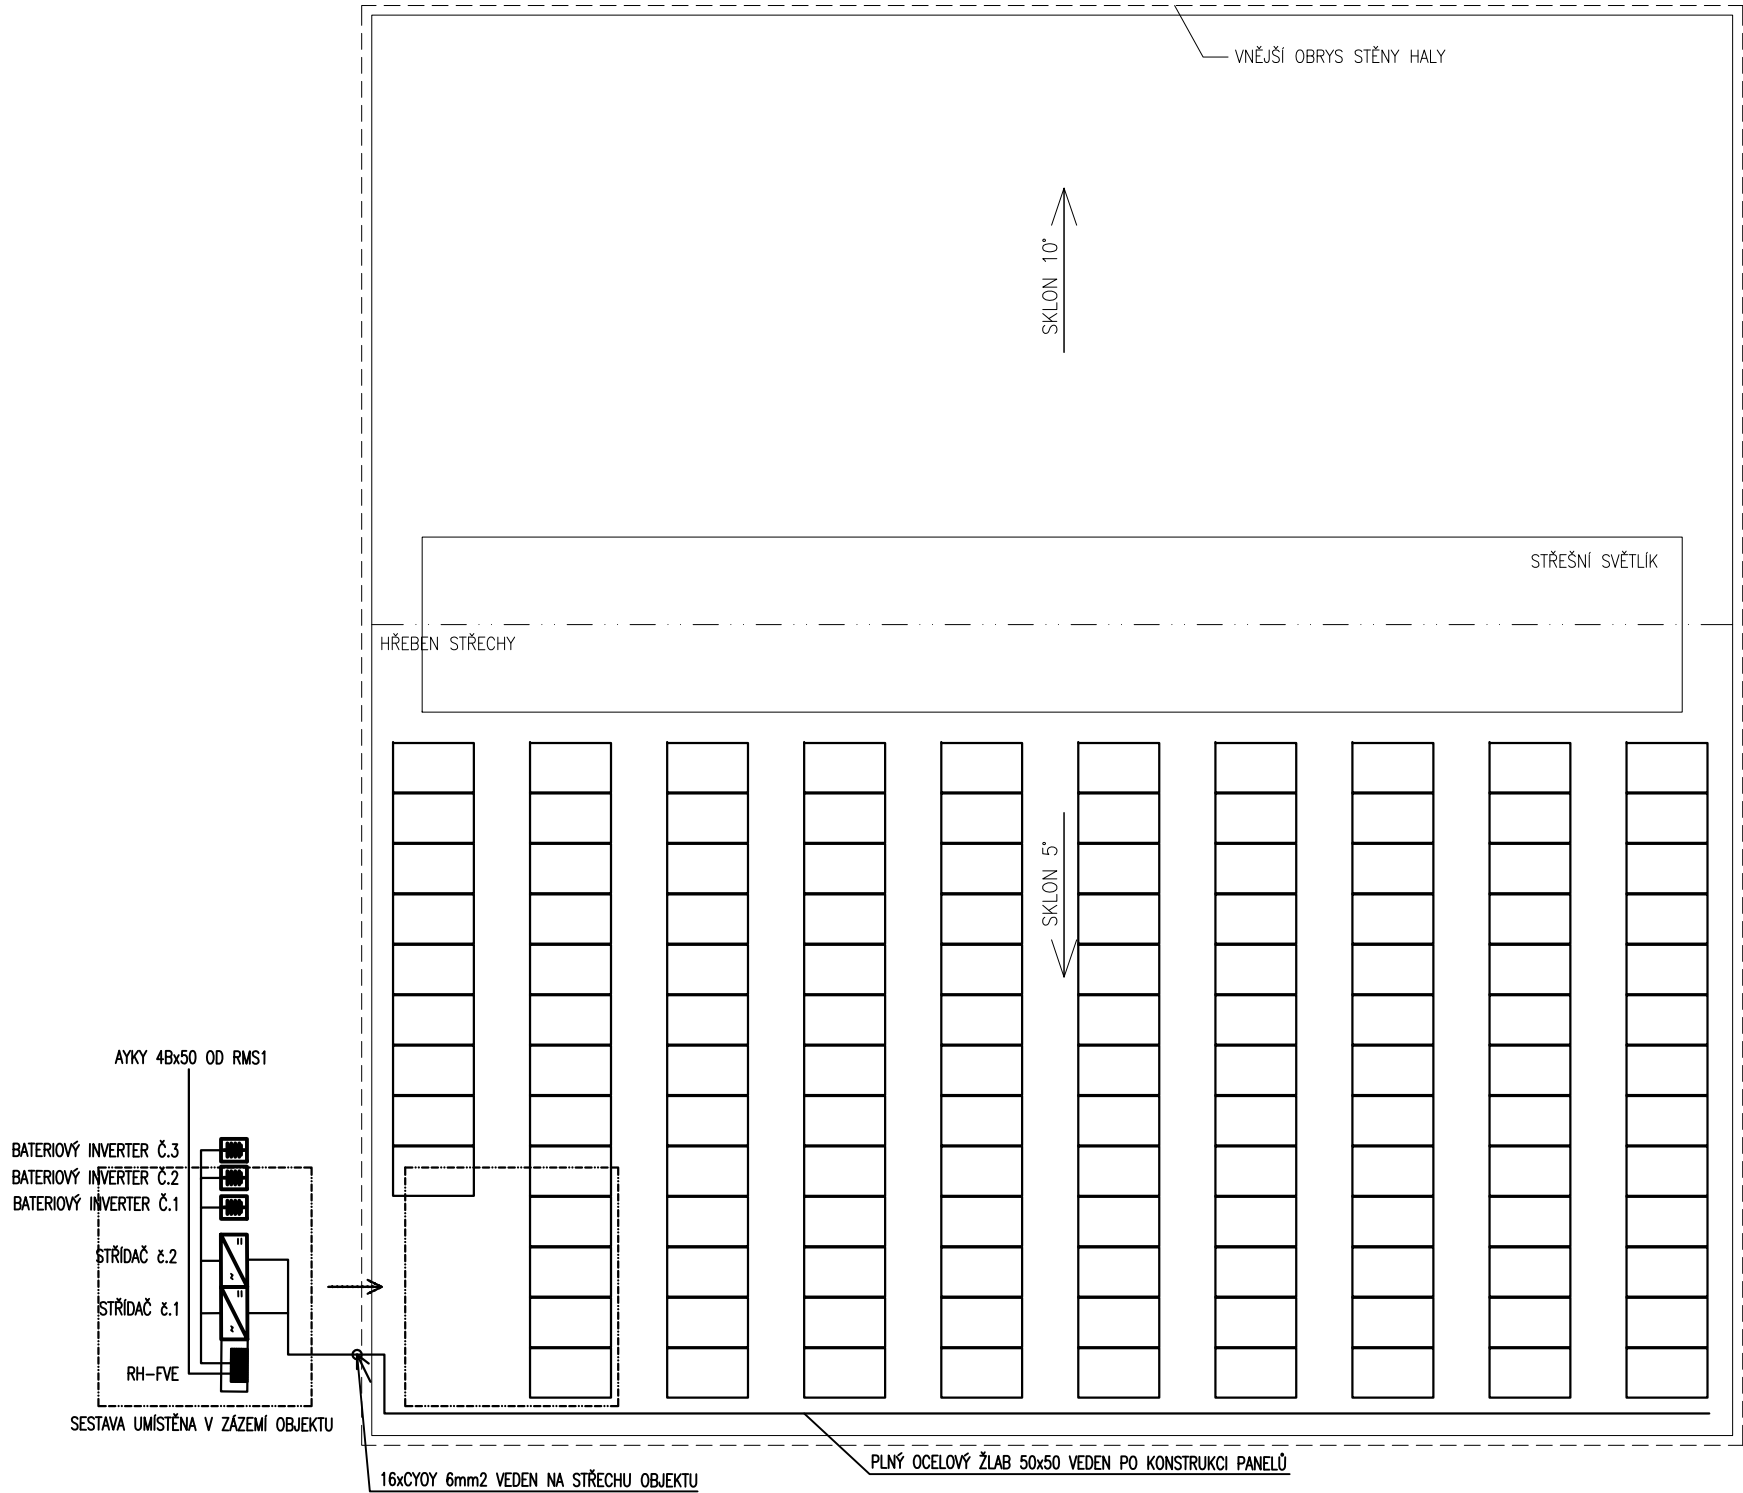 VNĚJŠÍ OBRYS STĚNY HALY
SKLON 10°
STŘEŠNÍ SVĚTLÍK
HŘEBEN STŘECHY
SKLON 5°
AYKY 4Bx50 OD RMS1
BATERIOVÝ INVERTER Č.3
BATERIOVÝ INVERTER Č.2
BATERIOVÝ INVERTER Č.1
STŘÍDAČ č.2
STŘÍDAČ č.1
RH-FVE
SESTAVA UMÍSTĚNA V ZÁZEMÍ OBJEKTU
PLNÝ OCELOVÝ ŽLAB 50x50 VEDEN PO KONSTRUKCI PANELŮ
16xCYOY 6mm2 VEDEN NA STŘECHU OBJEKTU